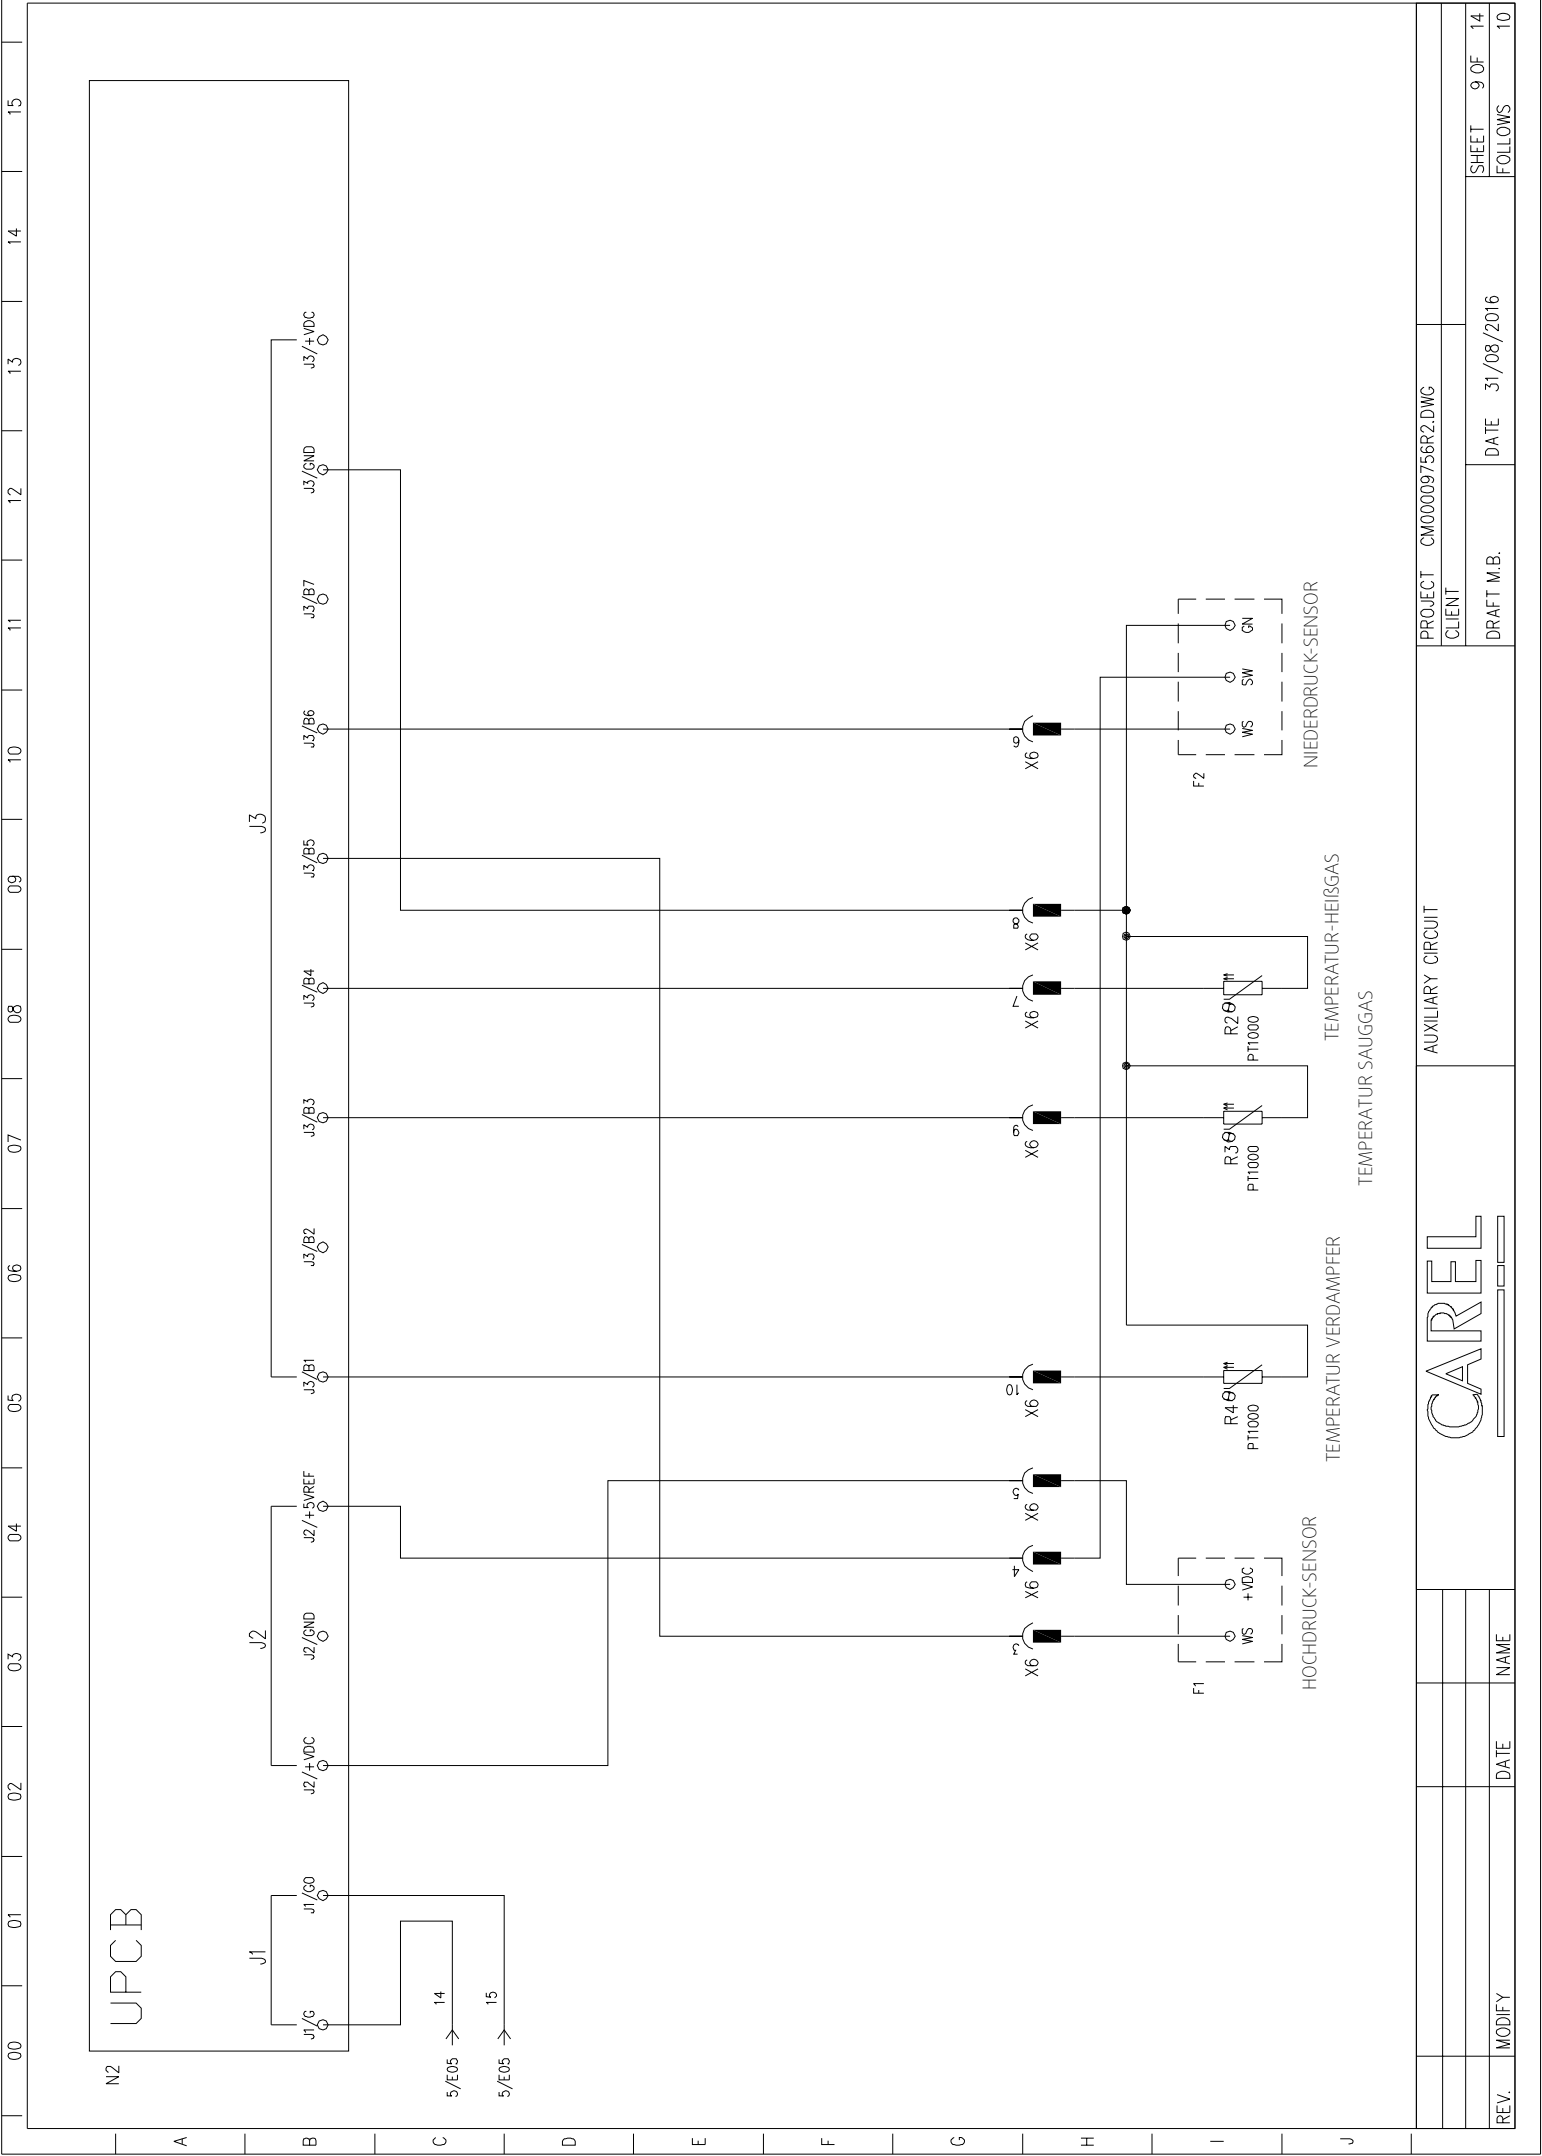 00 01 02 03 04 05 06 07 08 09 10 11 12 13 14 15
A
B
C
D
E
F
G
H
I
J
N2
UPCB
J1
J2
J3
J1/G
J1/G0
J2/+VDC
J2/GND
J2/+5VREF
J3/B1
J3/B2
J3/B3
J3/B4
J3/B5
J3/B6
J3/B7
J3/GND
J3/+VDC
5/E05
14
5/E05
15
3
X6
4
X6
5
X6
10
X6
9
X6
7
X6
8
X6
6
X6
F1
WS
+VDC
HOCHDRUCK-SENSOR
R4
PT1000
TEMPERATUR VERDAMPFER
R3
PT1000
TEMPERATUR SAUGGAS
R2
PT1000
TEMPERATUR-HEIßGAS
F2
WS
SW
GN
NIEDERDRUCK-SENSOR
REV.
MODIFY
DATE
NAME
CAREL
AUXILIARY CIRCUIT
PROJECT CM00009756R2.DWG
CLIENT
DRAFT M.B.
DATE 31/08/2016
SHEET 9 OF 14
FOLLOWS 10